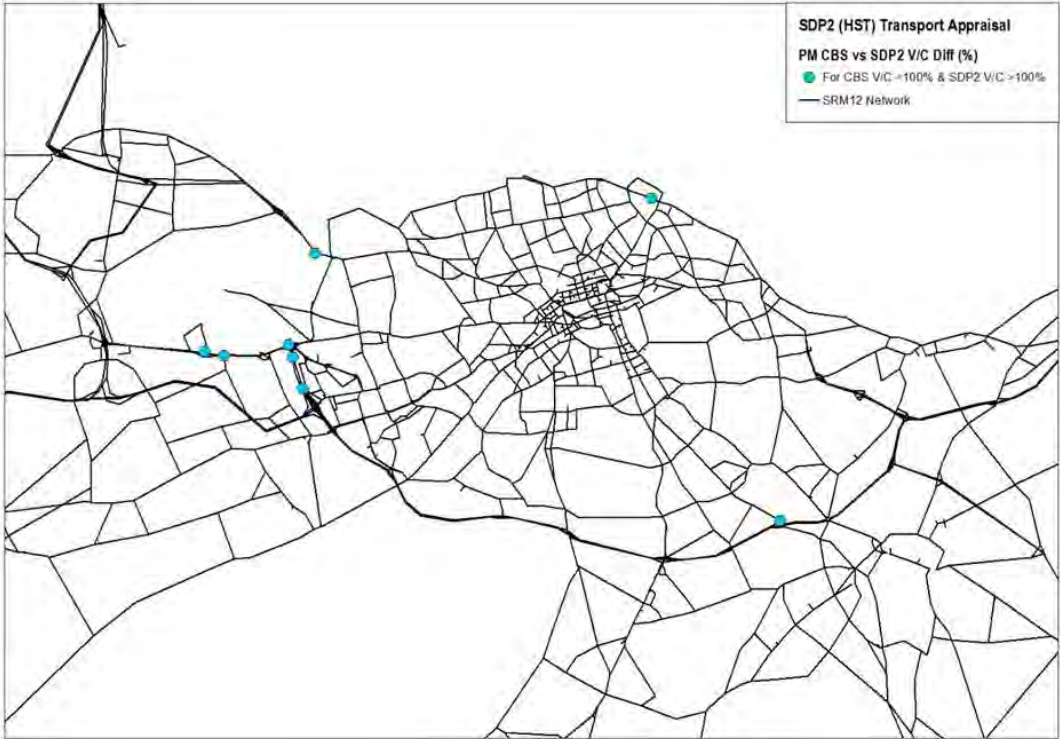 SDP2 (HST) Transport Appraisal
PM CBS vs SDP2 V/C Diff (%)
For CBS V/C <100% & SDP2 V/C >100%
SRM12 Network